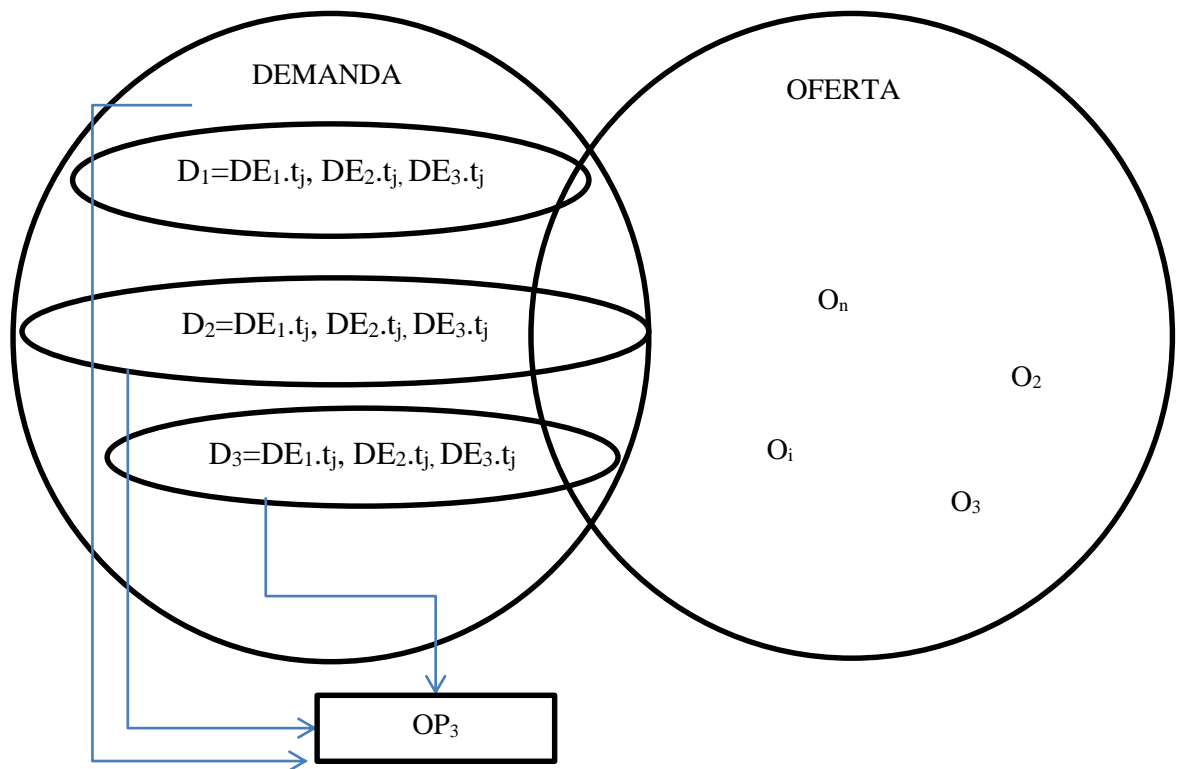 DEMANDA
OFERTA
D₁=DE₁.tⱼ, DE₂.tⱼ, DE₃.tⱼ
Oₙ
D₂=DE₁.tⱼ, DE₂.tⱼ, DE₃.tⱼ
O₂
Oᵢ
D₃=DE₁.tⱼ, DE₂.tⱼ, DE₃.tⱼ
O₃
OP₃